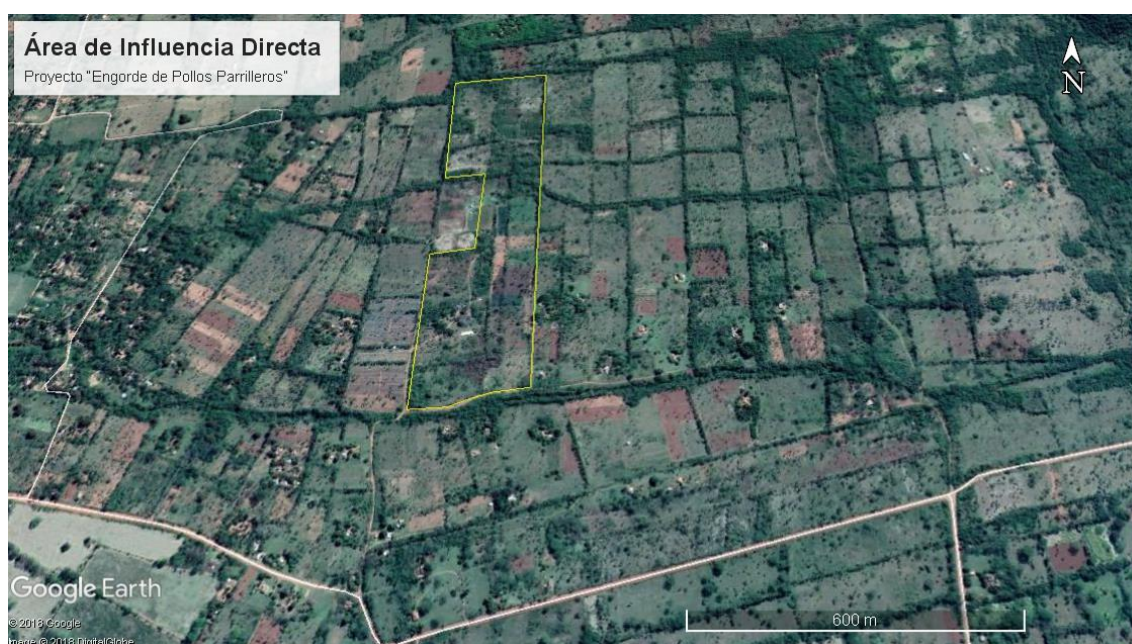 Área de Influencia Directa
Proyecto "Engorde de Pollos Parrilleros"
N
600 m
Google Earth
© 2018 Google
Image © 2018 DigitalGlobe